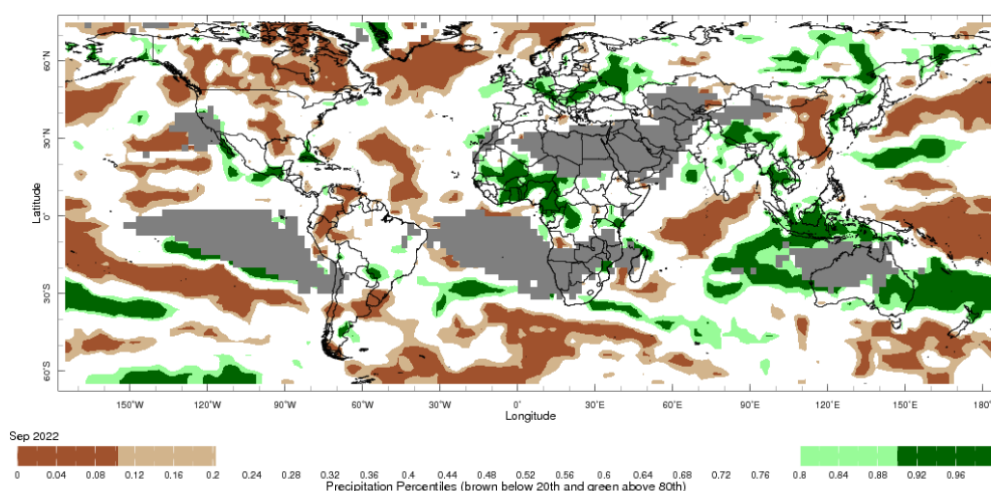 60°N
30°N
0°
30°S
60°S
Latitude
150°W 120°W 90°W 60°W 30°W 0° 30°E 60°E 90°E 120°E 150°E 180°
Longitude
Sep 2022
0 0.04 0.08 0.12 0.16 0.2 0.24 0.28 0.32 0.36 0.4 0.44 0.48 0.52 0.56 0.6 0.64 0.68 0.72 0.76 0.8 0.84 0.88 0.92 0.96
Precipitation Percentiles (brown below 20th and green above 80th)